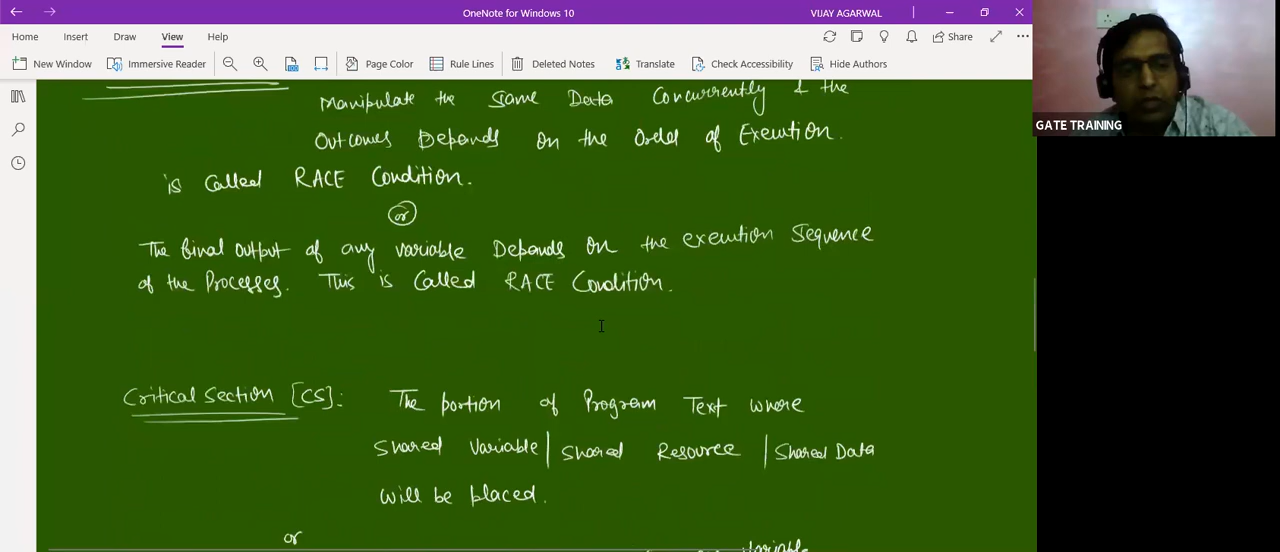 OneNote for Windows 10
VIJAY AGARWAL
Home Insert Draw View Help
Share
New Window Immersive Reader Page Color Rule Lines Deleted Notes Translate Check Accessibility Hide Authors
GATE TRAINING
Manipulate the Same Data Concurrently & the
Outcomes Depends on the Order of Execution.
is Called RACE Condition.
or
The final output of any variable Depends on the execution sequence
of the Processes. This is Called RACE Condition.
Critical Section [CS]: The portion of Program Text where
Shared Variable | Shared Resource | Shared Data
will be placed.
or
variable